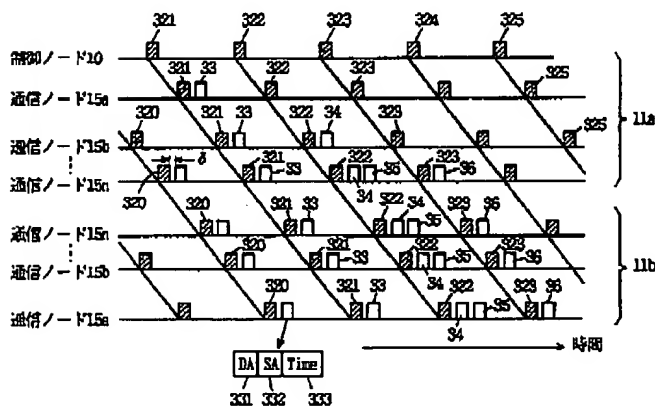 321 322 323 324 325
制御ノード10
331 33 322 323 325
通信ノード15a
320 321 33 322 34 323 325
通信ノード15b
δ 321 33 322 35 323 36
通信ノード15n
320 34
11a
320 321 33 322 34 35 323 36
通信ノード15n
320 321 33 322 35 323 36
通信ノード15b
34
11b
320 321 33 322 35 323 36
通信ノード15a
34
時間
DA SA Time
331 332 333